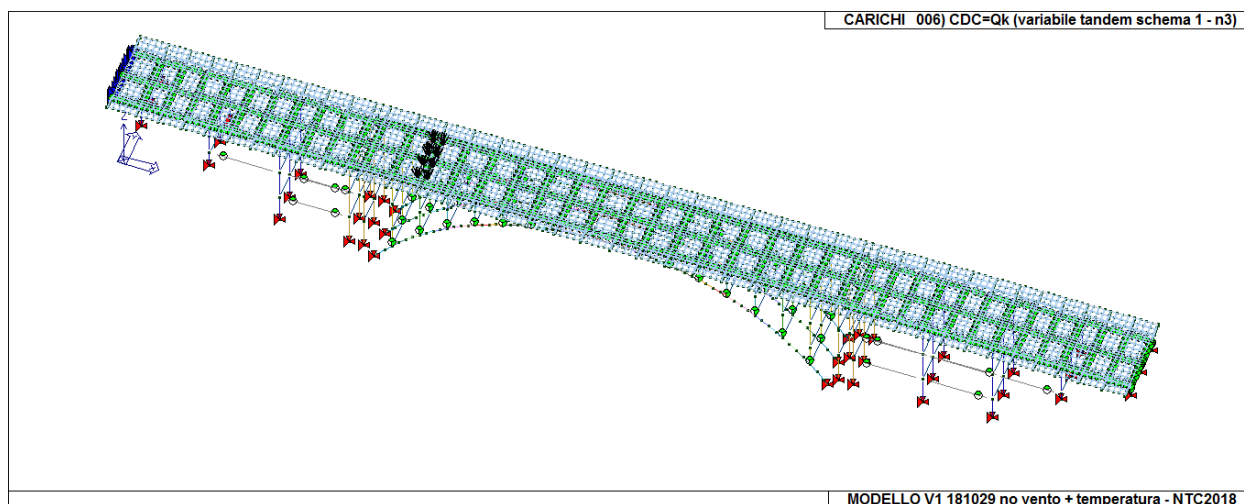 CARICHI 006) CDC=Qk (variabile tandem schema 1 - n3)
Z
MODELLO V1 181029 no vento + temperatura - NTC2018